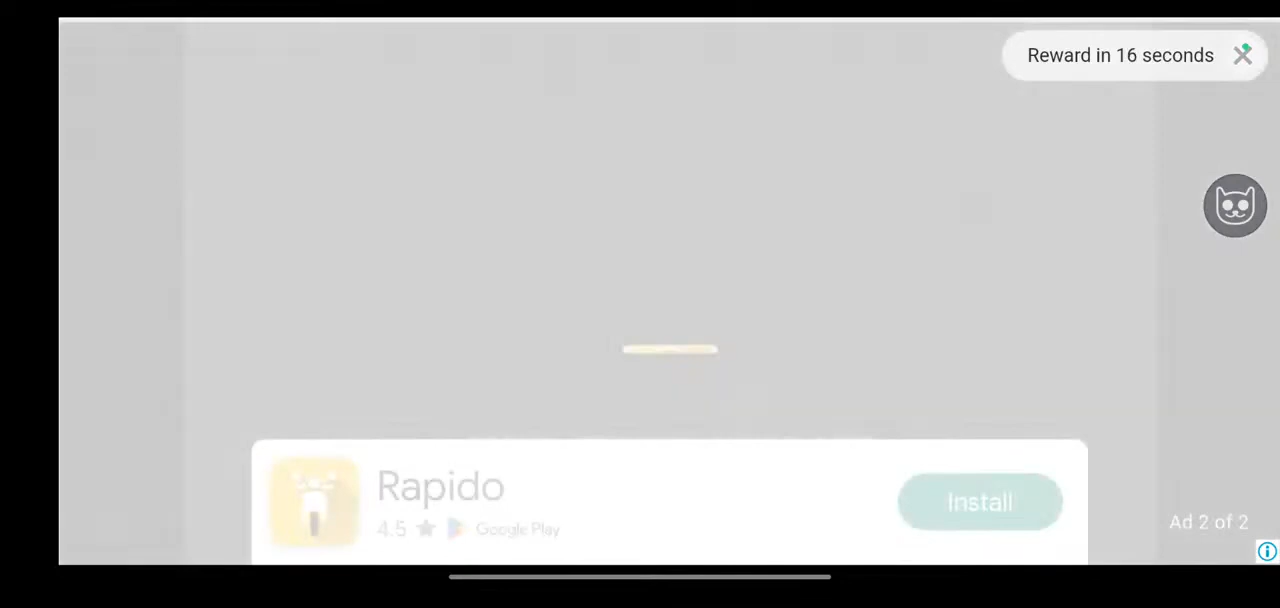 Reward in 16 seconds
Rapido
Install
4.5 ★ Google Play
Ad 2 of 2